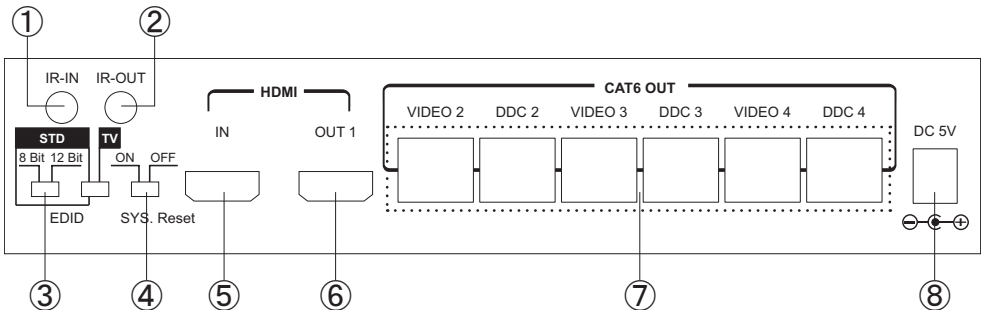 ① ②
IR-IN IR-OUT
HDMI
CAT6 OUT
IN OUT 1
VIDEO 2 DDC 2 VIDEO 3 DDC 3 VIDEO 4 DDC 4
DC 5V
STD TV
8 Bit 12 Bit
ON OFF
EDID
SYS. Reset
③ ④ ⑤ ⑥ ⑦ ⑧